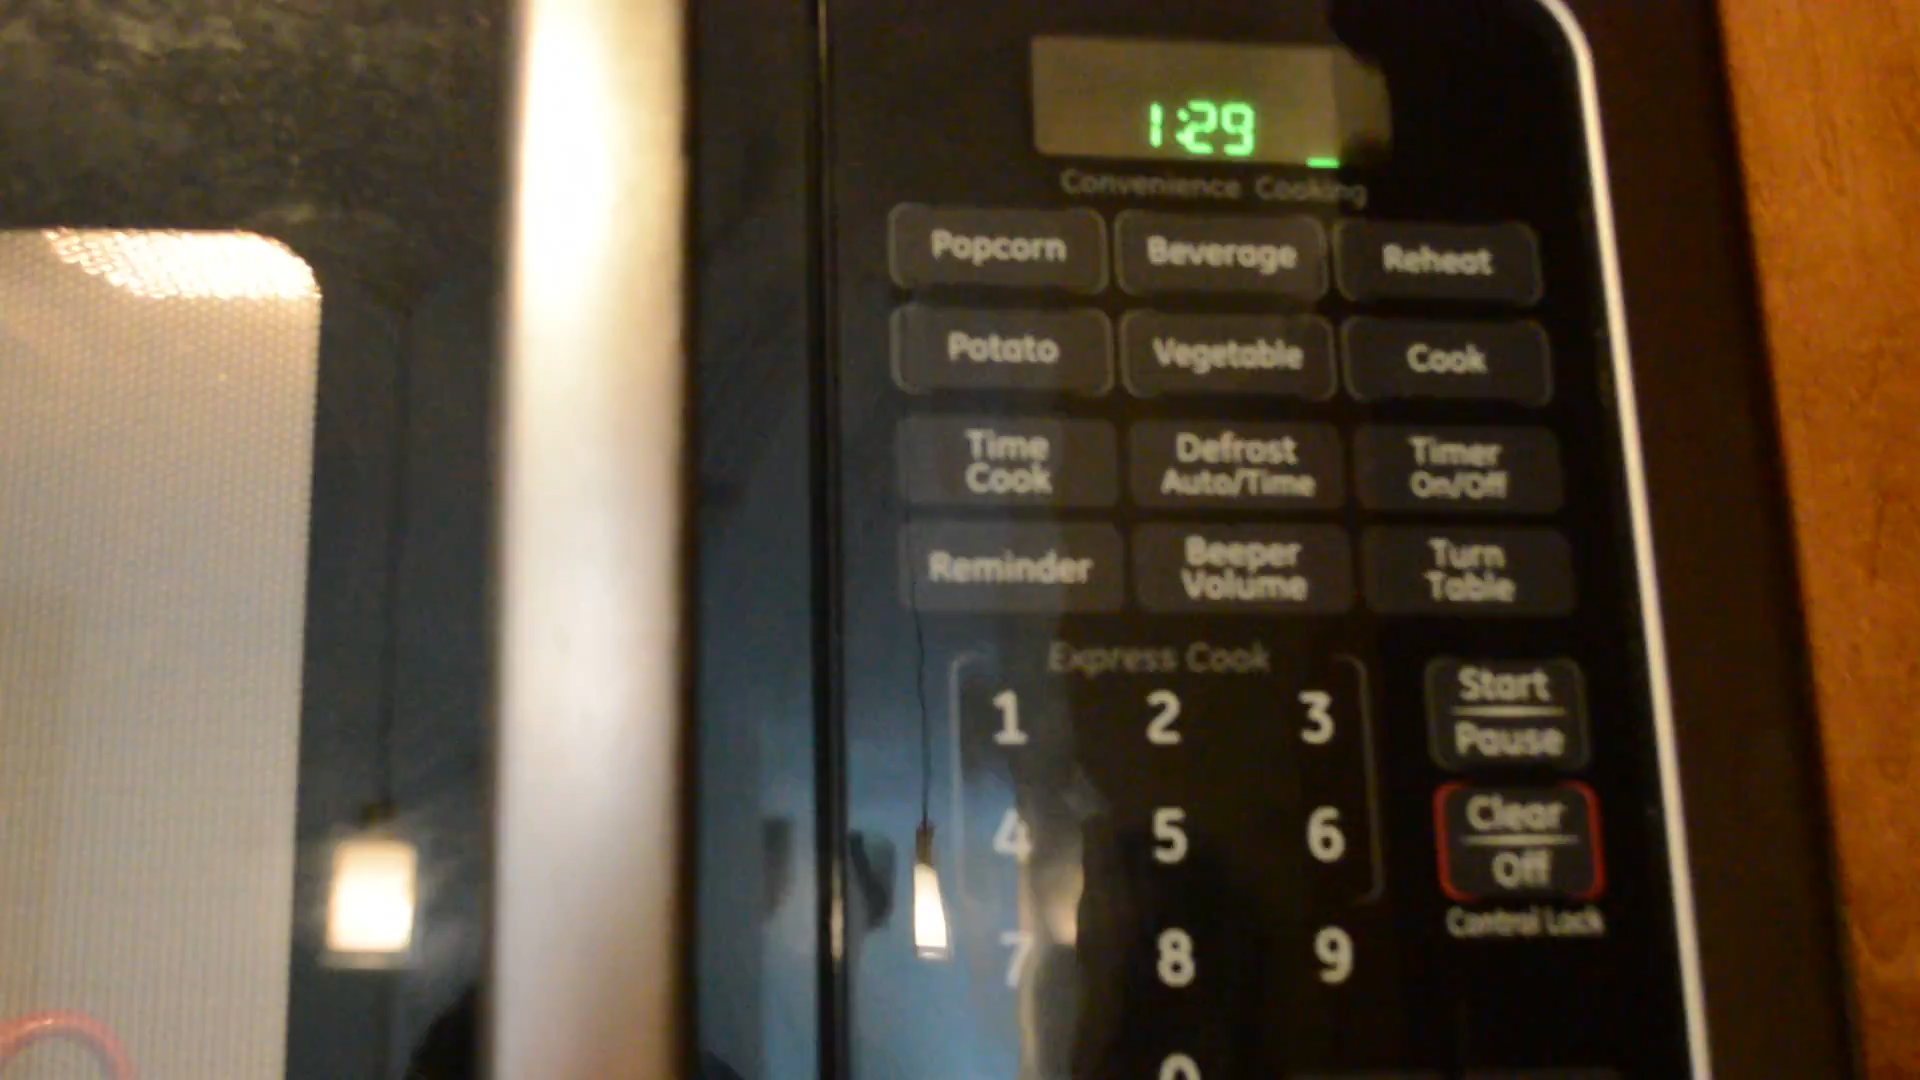 1:29
Convenience Cooking
Popcorn
Beverage
Reheat
Potato
Vegetable
Cook
Time
Cook
Defrost
Auto/Time
Timer
On/Off
Reminder
Beeper
Volume
Turn
Table
Express Cook
1 2 3
Start
Pause
4 5 6
Clear
Off
Control Lock
7 8 9
0